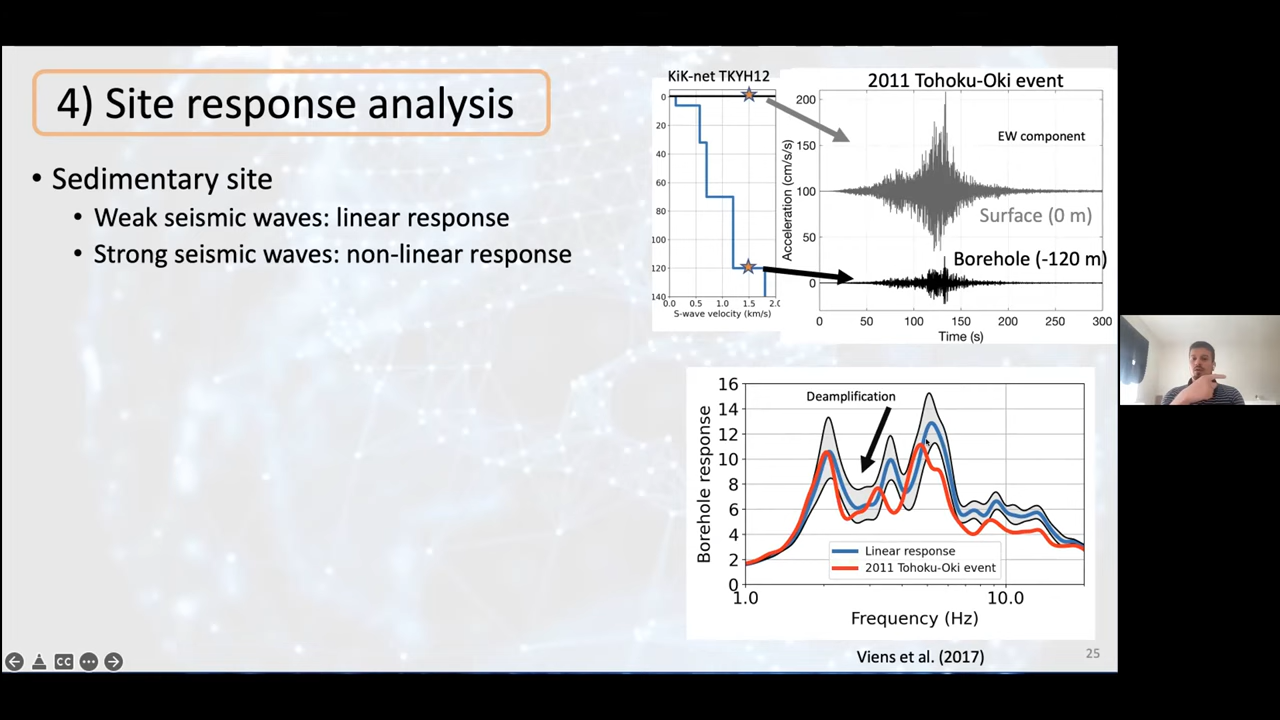 4) Site response analysis
• Sedimentary site
• Weak seismic waves: linear response
• Strong seismic waves: non-linear response
KiK-net TKYH12
0
20
40
60
80
100
120
140
0.0 0.5 1.0 1.5 2.0
S-wave velocity (km/s)
2011 Tohoku-Oki event
EW component
Surface (0 m)
Borehole (-120 m)
Acceleration (cm/s/s)
200
150
100
50
0
0 50 100 150 200 250 300
Time (s)
Deamplification
Borehole response
16
14
12
10
8
6
4
2
0
Linear response
2011 Tohoku-Oki event
1.0 10.0
Frequency (Hz)
Viens et al. (2017)
25
CC